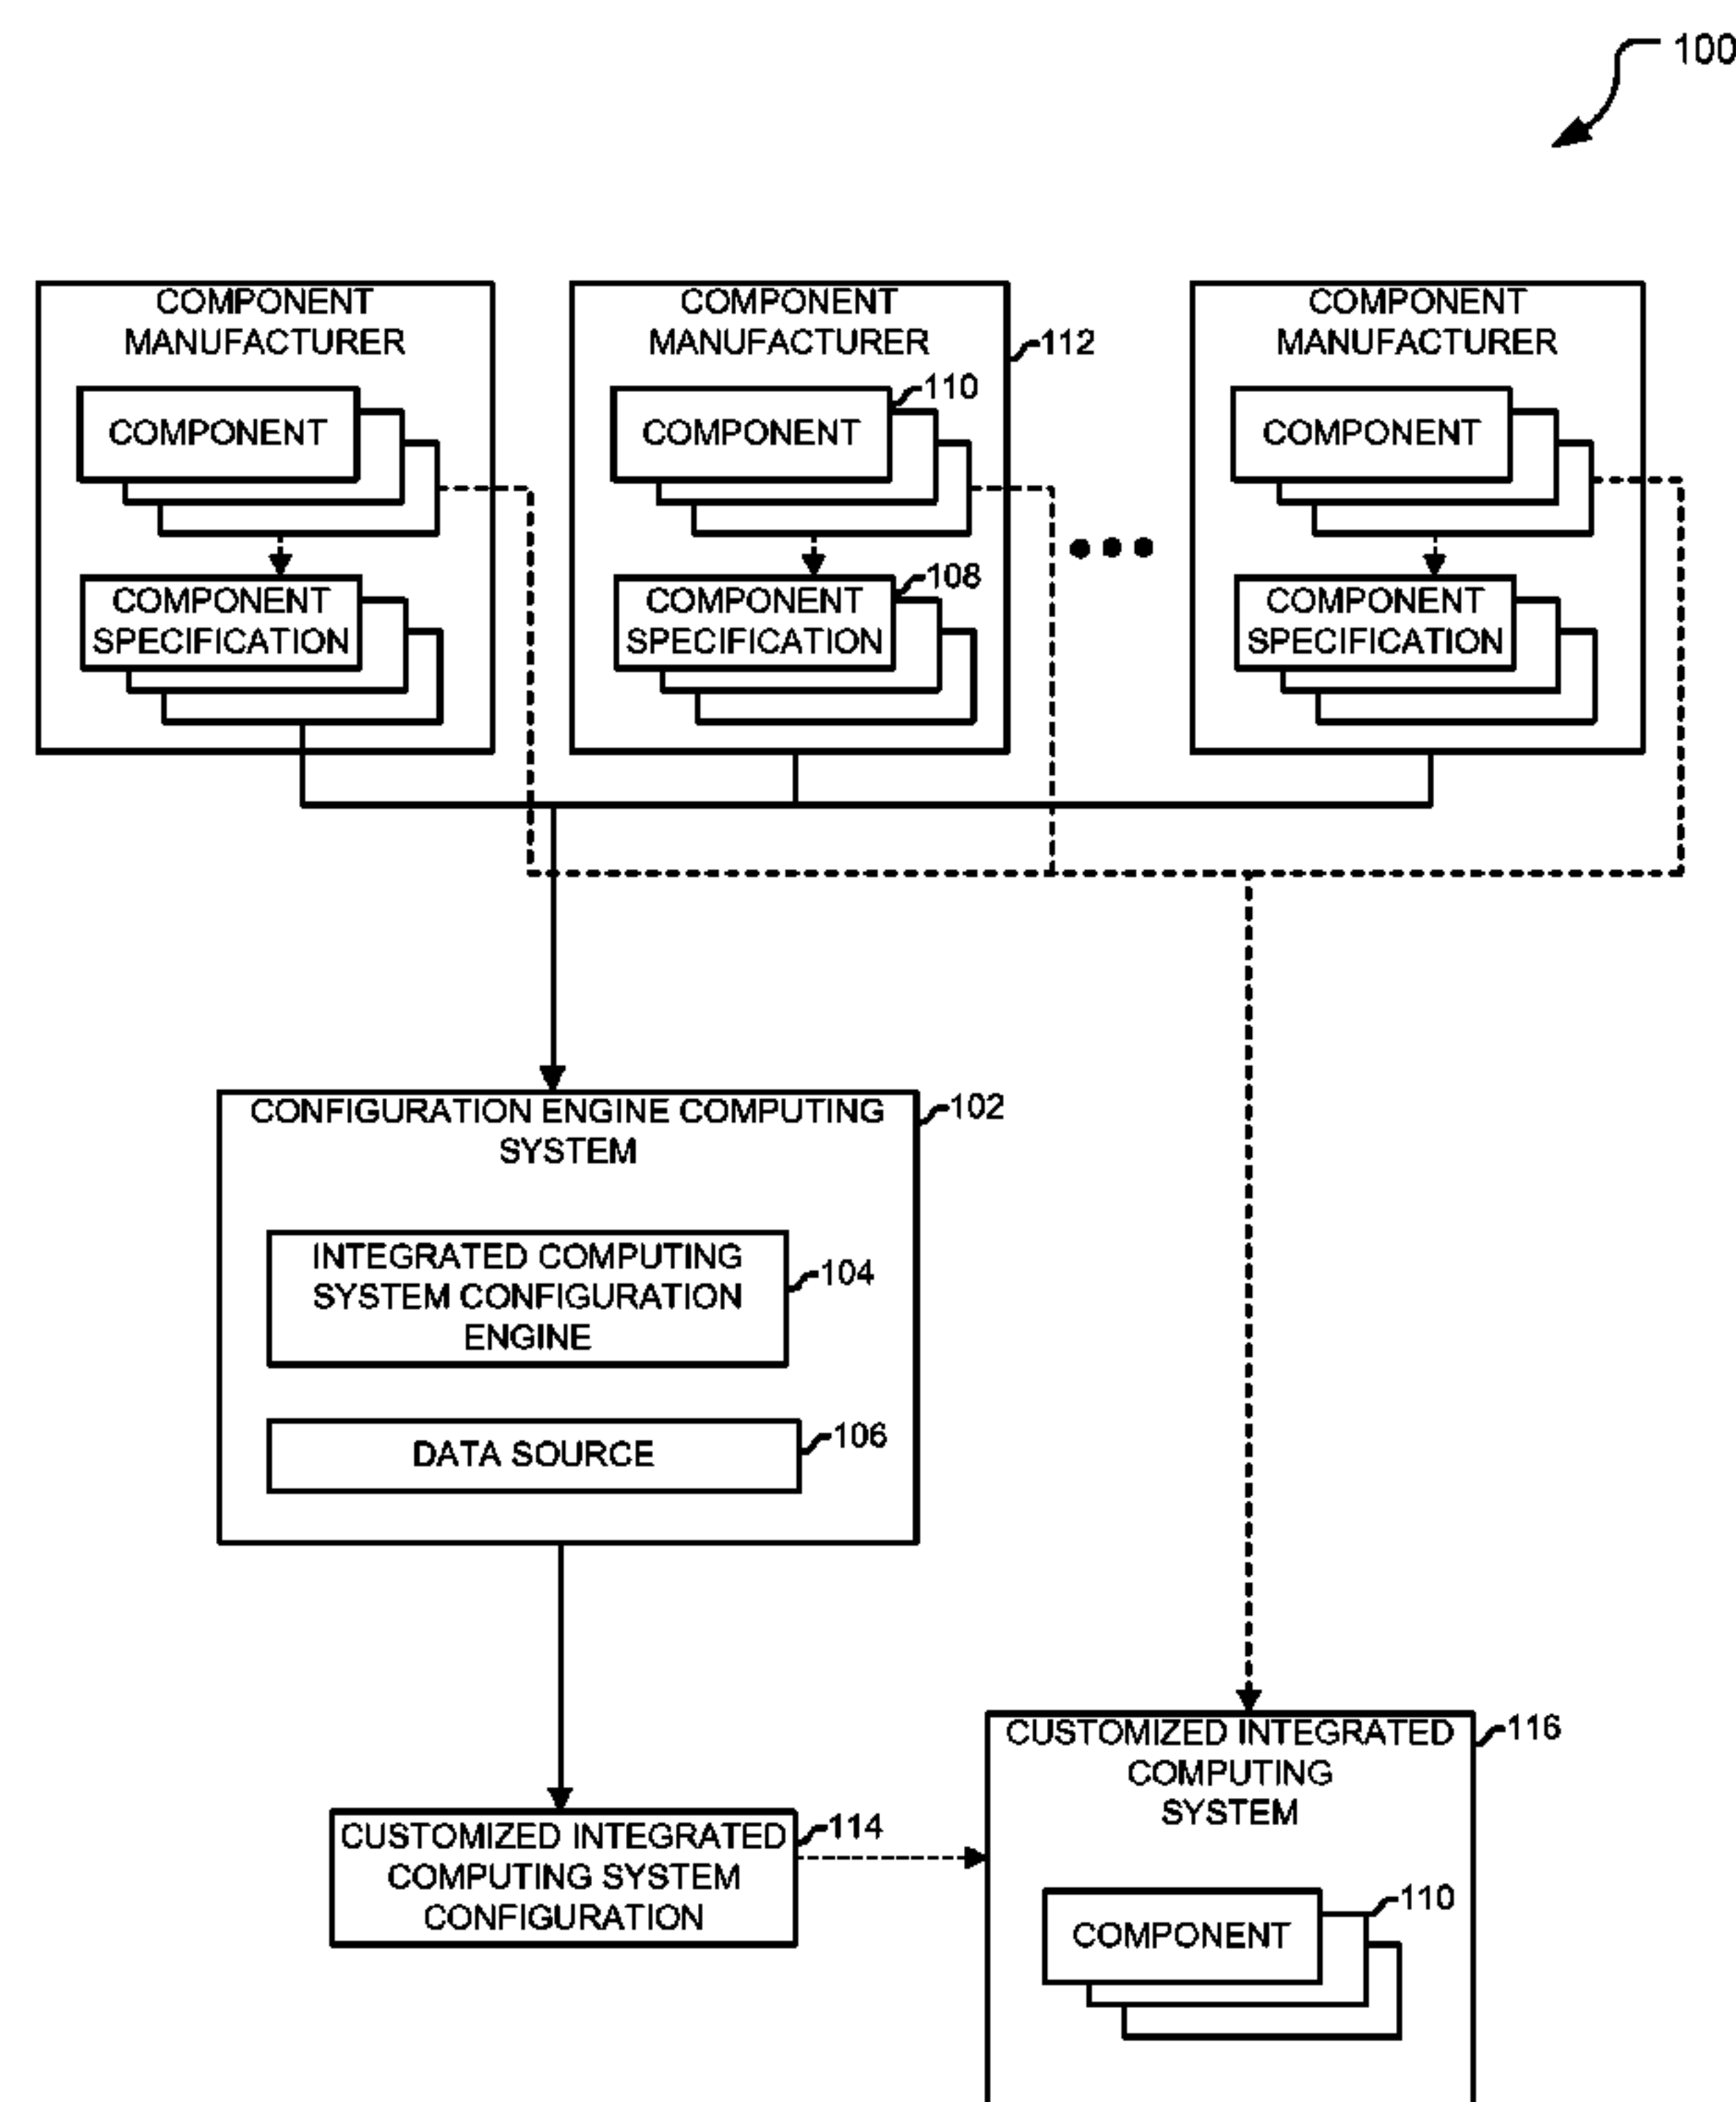 100
COMPONENT
MANUFACTURER
COMPONENT
COMPONENT
SPECIFICATION
COMPONENT
MANUFACTURER
112
110
COMPONENT
108
COMPONENT
SPECIFICATION
COMPONENT
MANUFACTURER
COMPONENT
COMPONENT
SPECIFICATION
CONFIGURATION ENGINE COMPUTING
SYSTEM
102
INTEGRATED COMPUTING
SYSTEM CONFIGURATION
ENGINE
104
DATA SOURCE
106
CUSTOMIZED INTEGRATED
COMPUTING SYSTEM
CONFIGURATION
114
CUSTOMIZED INTEGRATED
COMPUTING
SYSTEM
116
110
COMPONENT